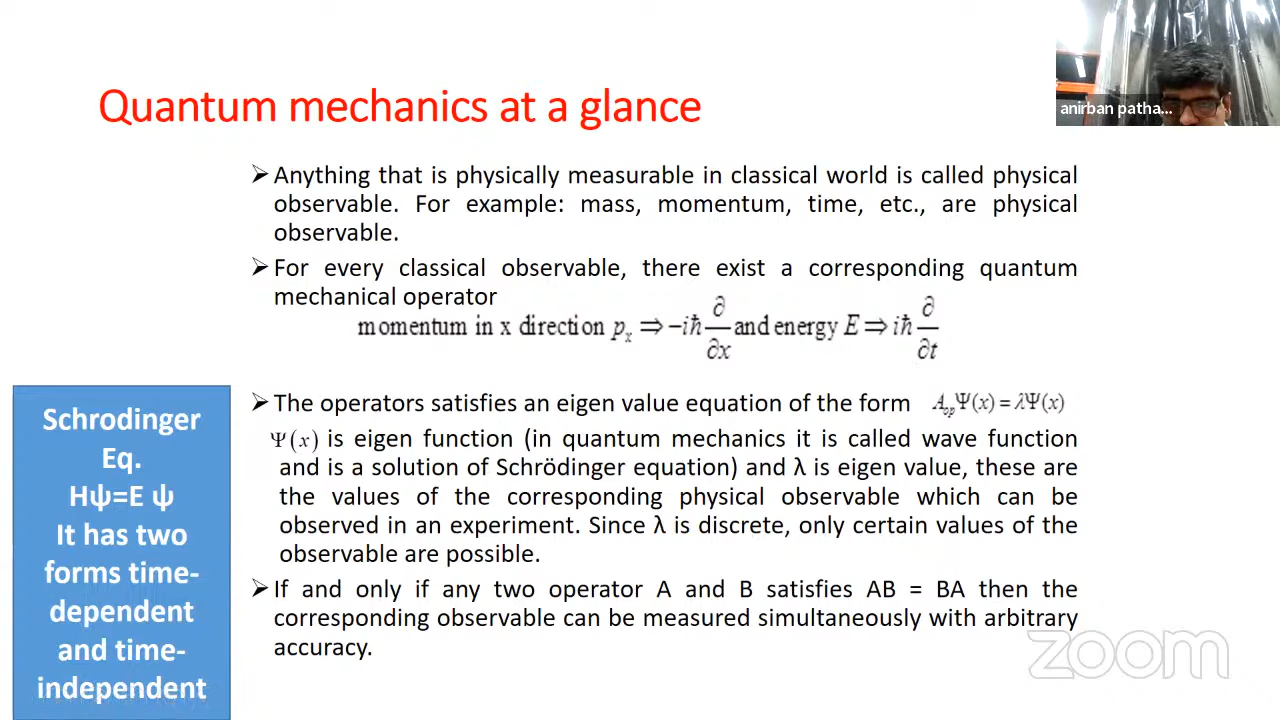 anirban patha...
Quantum mechanics at a glance
➢ Anything that is physically measurable in classical world is called physical
observable. For example: mass, momentum, time, etc., are physical
observable.
➢ For every classical observable, there exist a corresponding quantum
mechanical operator
momentum in x direction pₓ ⇒ −iħ ∂/∂x and energy E ⇒ iħ ∂/∂t
➢ The operators satisfies an eigen value equation of the form A_op Ψ(x) = λΨ(x)
Ψ(x) is eigen function (in quantum mechanics it is called wave function
and is a solution of Schrödinger equation) and λ is eigen value, these are
the values of the corresponding physical observable which can be
observed in an experiment. Since λ is discrete, only certain values of the
observable are possible.
➢ If and only if any two operator A and B satisfies AB = BA then the
corresponding observable can be measured simultaneously with arbitrary
accuracy.
Schrodinger
Eq.
Hψ=E ψ
It has two
forms time-
dependent
and time-
independent
zoom